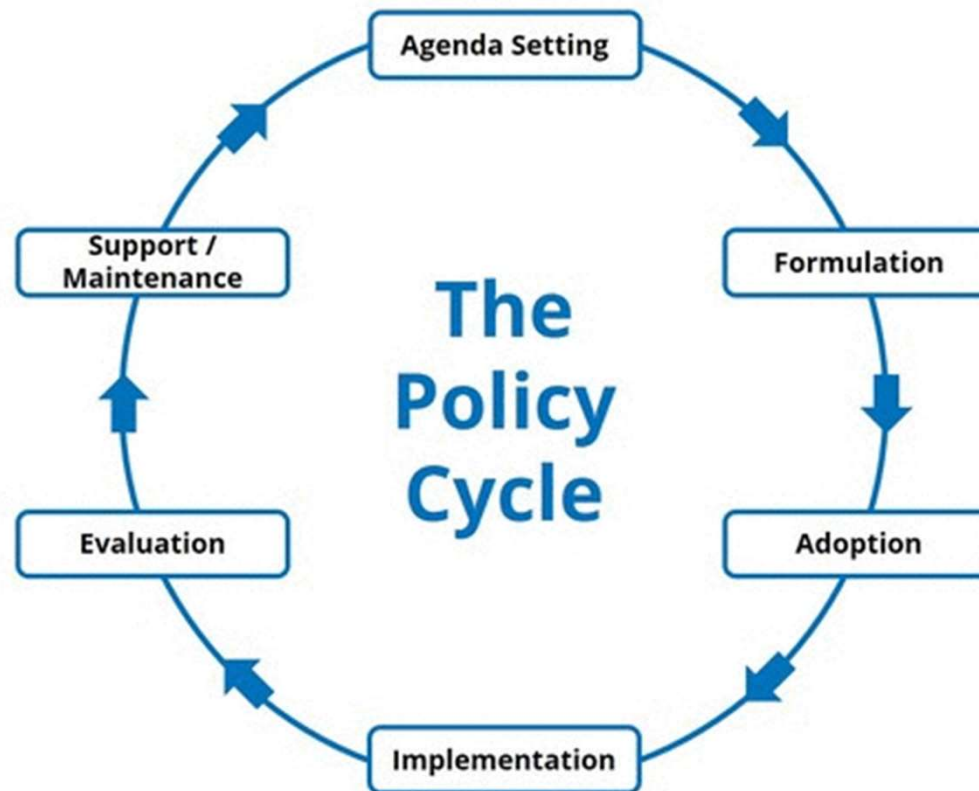 Agenda Setting
Support /
Maintenance
Formulation
The
Policy
Cycle
Evaluation
Adoption
Implementation